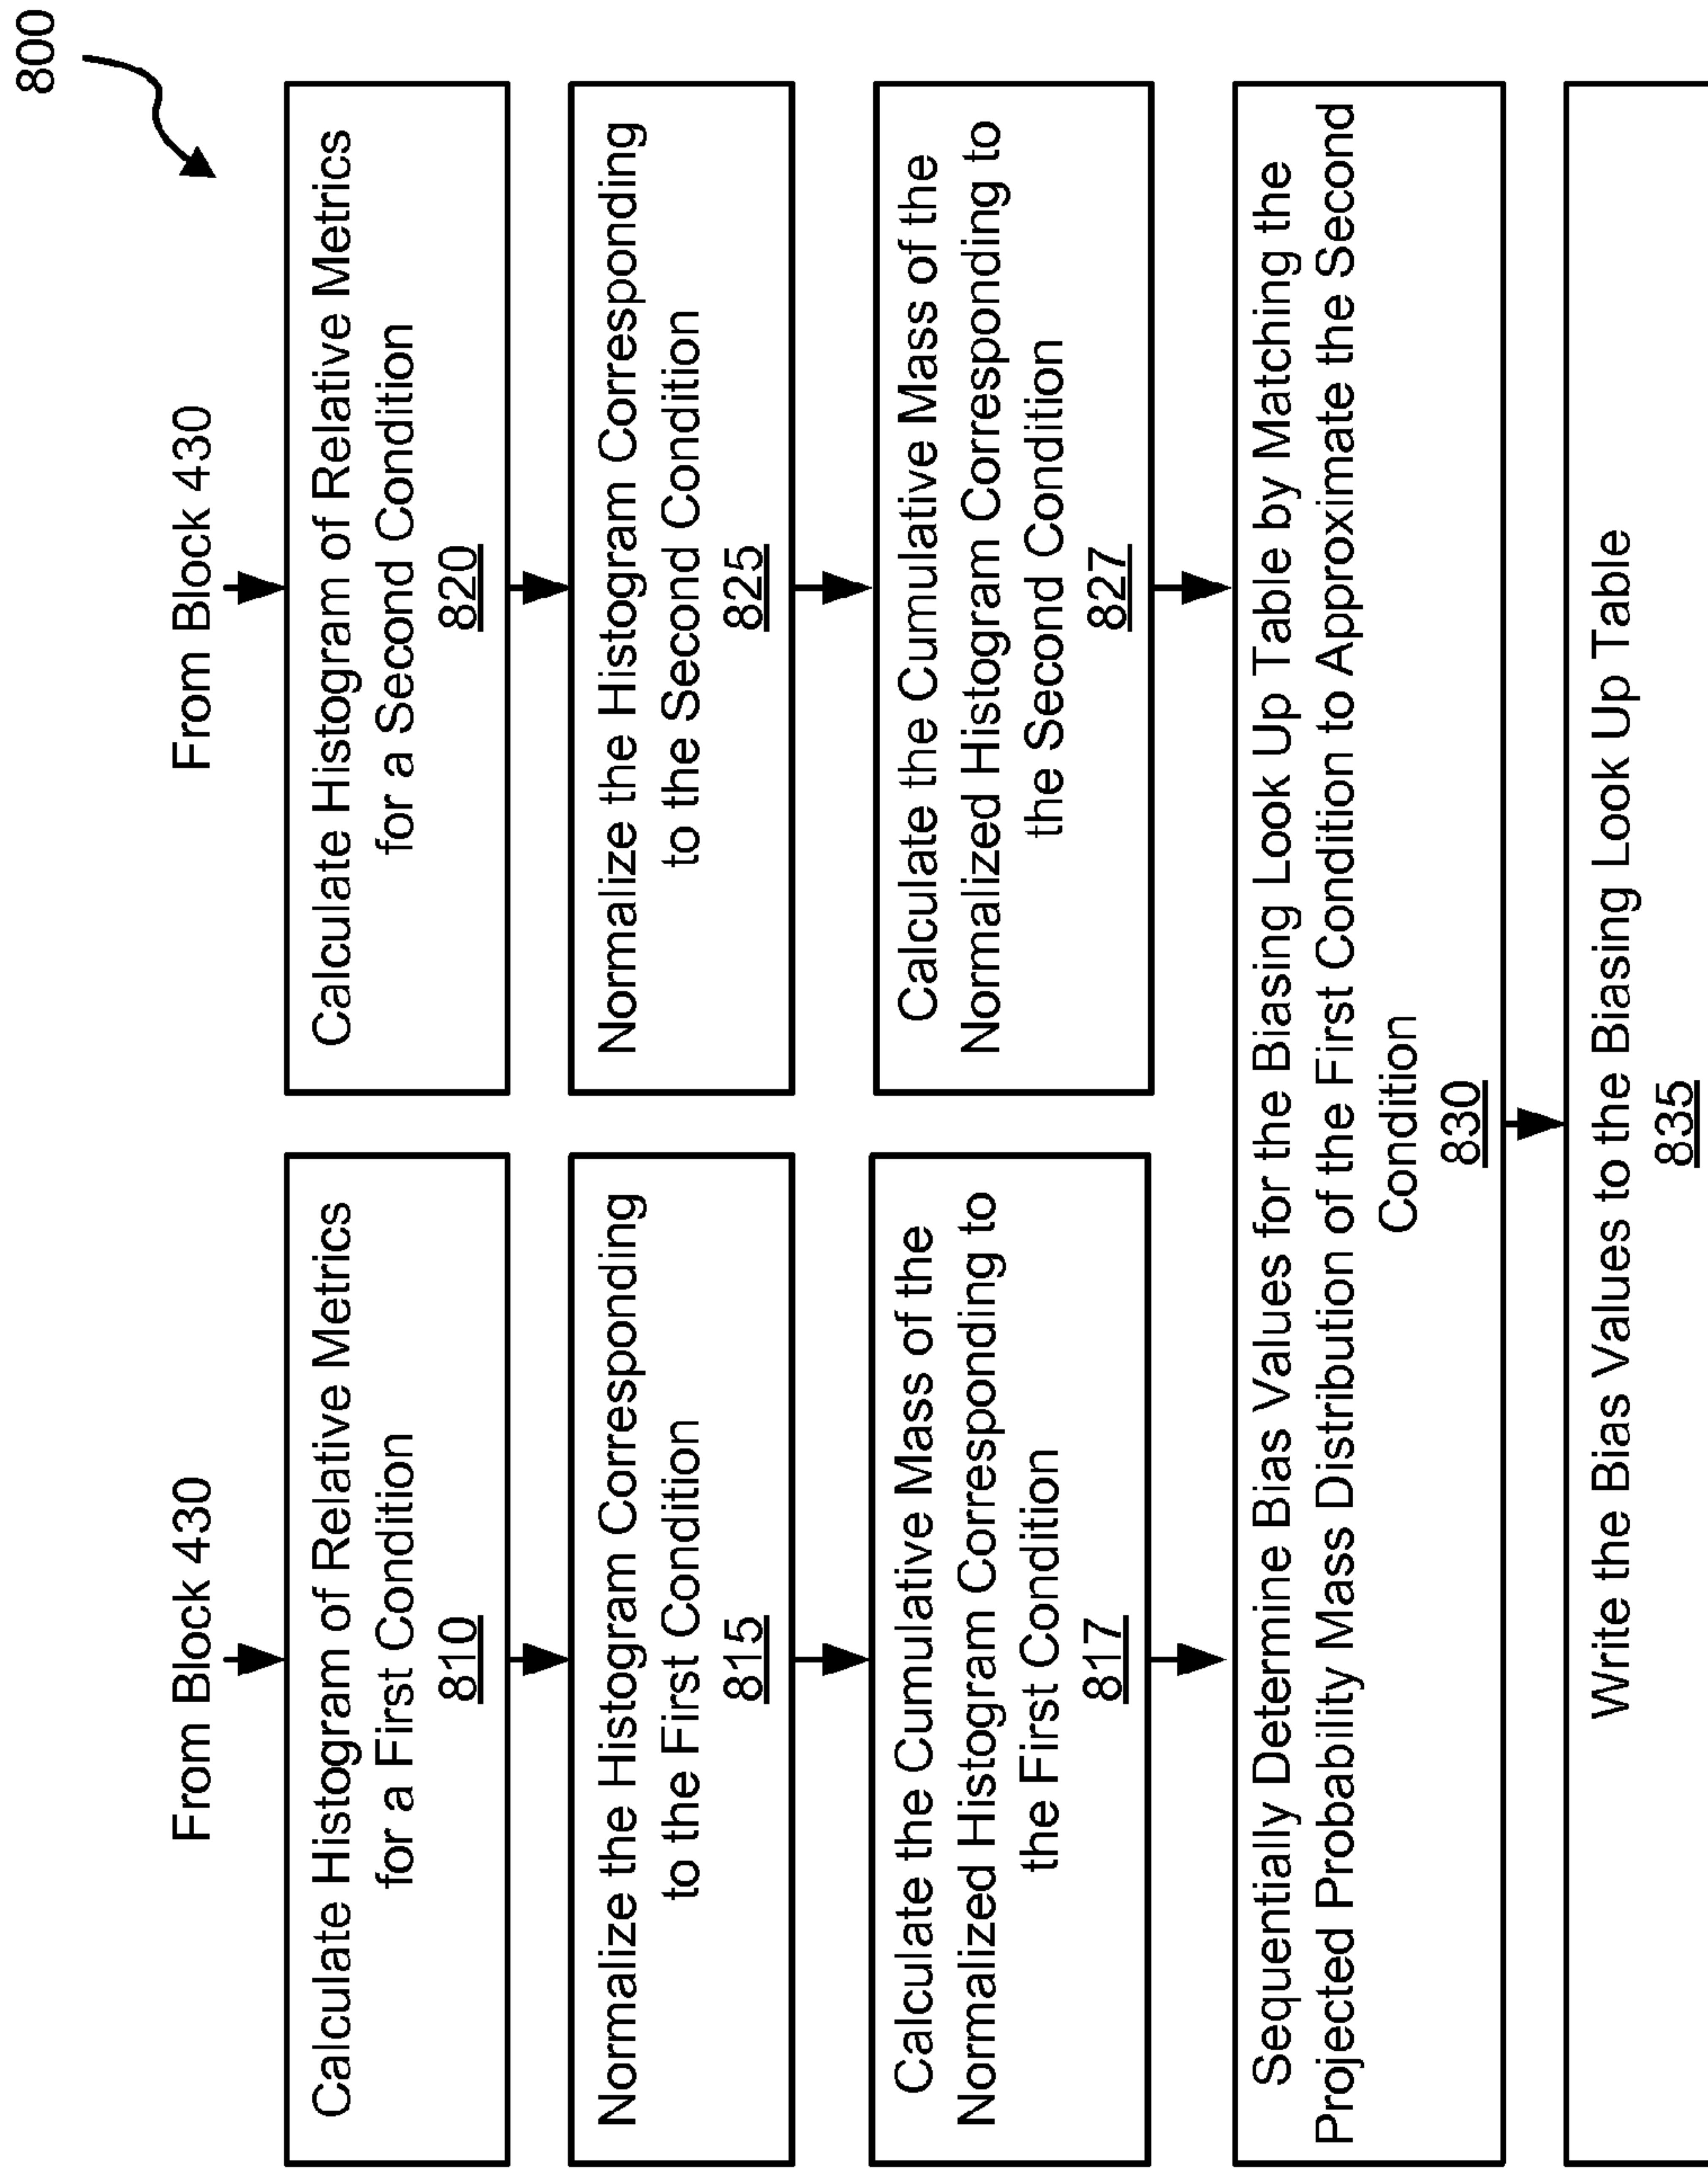 800
From Block 430
Calculate Histogram of Relative Metrics
for a First Condition
810
Normalize the Histogram Corresponding
to the First Condition
815
Calculate the Cumulative Mass of the
Normalized Histogram Corresponding to
the First Condition
817
From Block 430
Calculate Histogram of Relative Metrics
for a Second Condition
820
Normalize the Histogram Corresponding
to the Second Condition
825
Calculate the Cumulative Mass of the
Normalized Histogram Corresponding to
the Second Condition
827
Sequentially Determine Bias Values for the Biasing Look Up Table by Matching the
Projected Probability Mass Distribution of the First Condition to Approximate the Second
Condition
830
Write the Bias Values to the Biasing Look Up Table
835